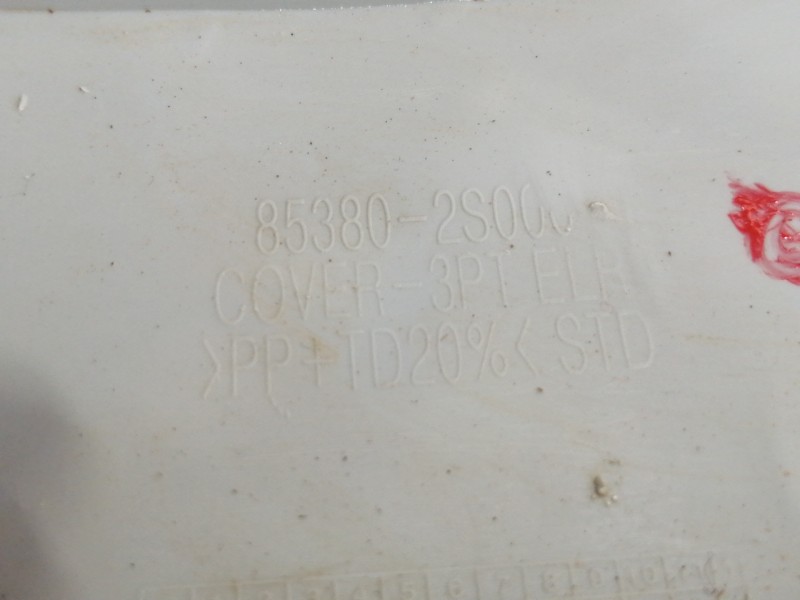 85380-2S000
COVER-3PT ELR
>PP+TD20%< STD